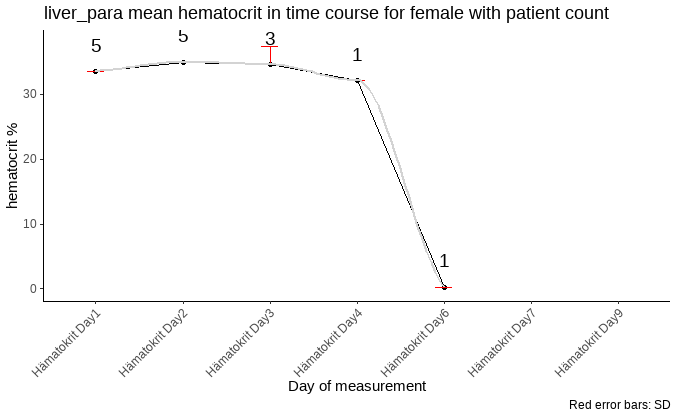 liver_para mean hematocrit in time course for female with patient count
5
5
3
1
1
hematocrit %
30
20
10
0
Hämatokrit Day1
Hämatokrit Day2
Hämatokrit Day3
Hämatokrit Day4
Hämatokrit Day6
Hämatokrit Day7
Hämatokrit Day9
Day of measurement
Red error bars: SD